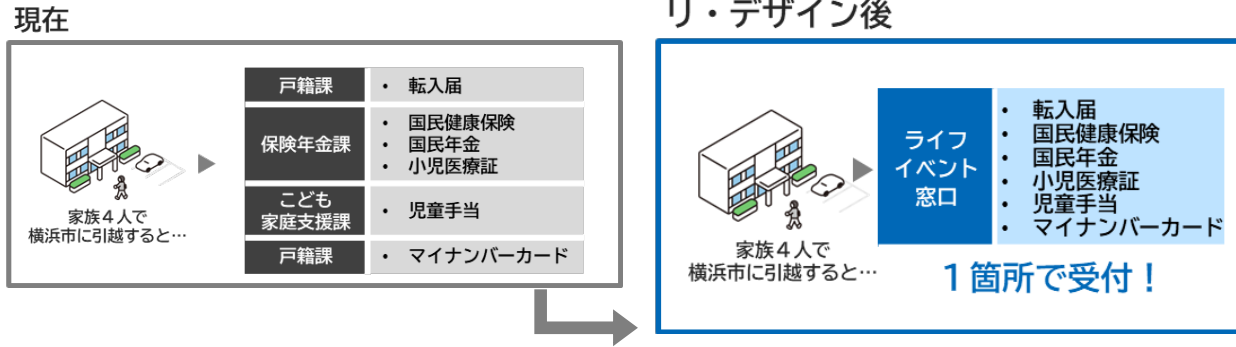 現在
戸籍課
・ 転入届
保険年金課
・ 国民健康保険
・ 国民年金
・ 小児医療証
こども
家庭支援課
・ 児童手当
戸籍課
・ マイナンバーカード
家族４人で
横浜市に引越すると…
リ・デザイン後
ライフ
イベント
窓口
・ 転入届
・ 国民健康保険
・ 国民年金
・ 小児医療証
・ 児童手当
・ マイナンバーカード
家族４人で
横浜市に引越すると…
１箇所で受付！